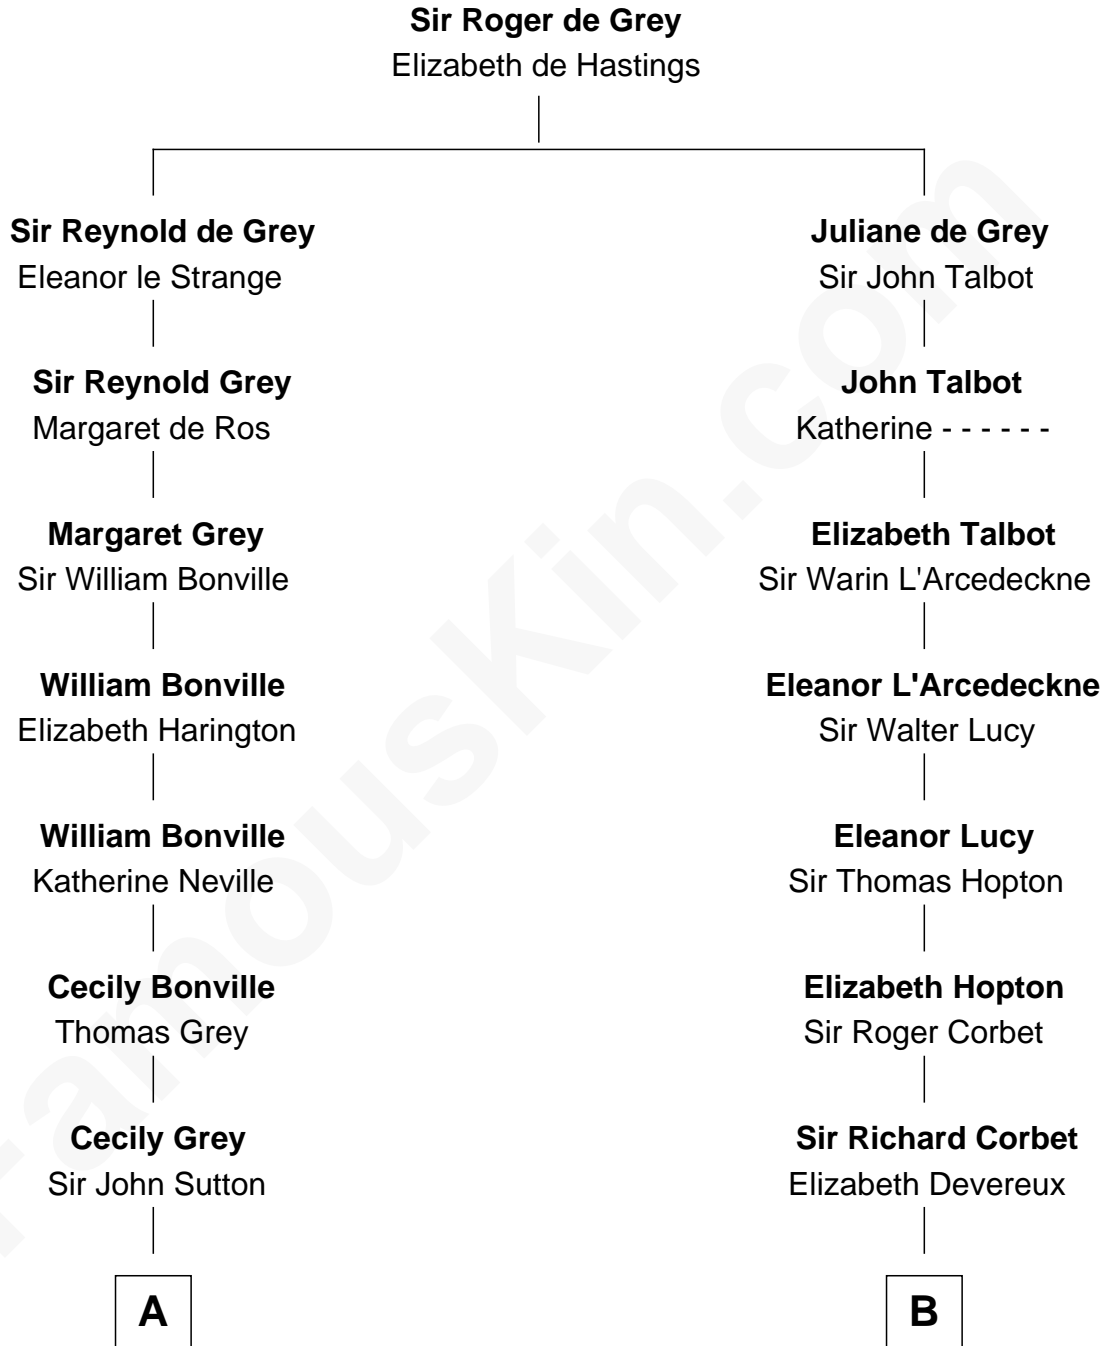 Sir Roger de Grey
Elizabeth de Hastings
Sir Reynold de Grey
Eleanor le Strange
Juliane de Grey
Sir John Talbot
Sir Reynold Grey
Margaret de Ros
John Talbot
Katherine - - - - - -
Margaret Grey
Sir William Bonville
Elizabeth Talbot
Sir Warin L'Arcedeckne
William Bonville
Elizabeth Harington
Eleanor L'Arcedeckne
Sir Walter Lucy
William Bonville
Katherine Neville
Eleanor Lucy
Sir Thomas Hopton
Cecily Bonville
Thomas Grey
Elizabeth Hopton
Sir Roger Corbet
Cecily Grey
Sir John Sutton
Sir Richard Corbet
Elizabeth Devereux
A
B
FamousKin.com